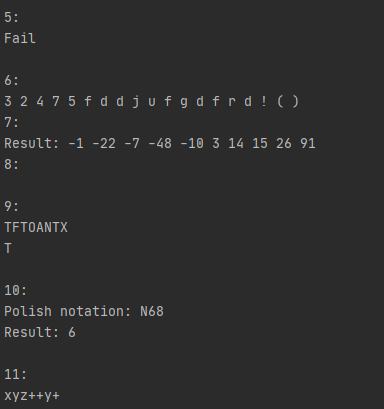 5:
Fail
6:
3 2 4 7 5 f d d j u f g d f r d ! ( )
7:
Result: -1 -22 -7 -48 -10 3 14 15 26 91
8:
9:
TFTOANTX
T
10:
Polish notation: N68
Result: 6
11:
xyz++y+